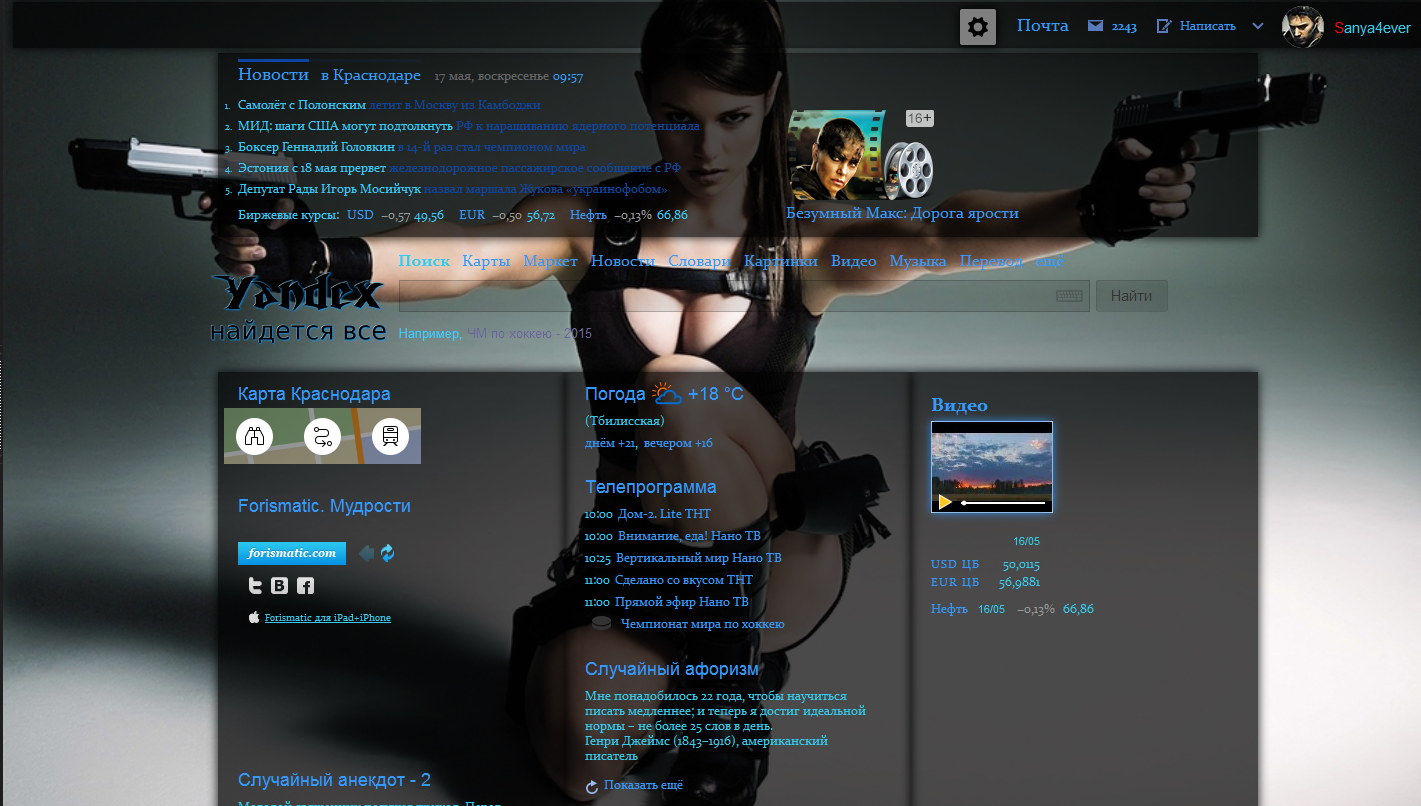 Почта 2243 Написать Sanya4ever
Новости в Краснодаре 17 мая, воскресенье 09:57
1. Самолёт с Полонским летит в Москву из Камбоджи
2. МИД: шаги США могут подтолкнуть РФ к наращиванию ядерного потенциала
3. Боксер Геннадий Головкин в 14-й раз стал чемпионом мира
4. Эстония с 18 мая прервет железнодорожное пассажирское сообщение с РФ
5. Депутат Рады Игорь Мосийчук назвал маршала Жукова «украинофобом»
Биржевые курсы: USD −0,57 49,56 EUR −0,50 56,72 Нефть −0,13% 66,86
16+
Безумный Макс: Дорога ярости
Поиск Карты Маркет Новости Словари Картинки Видео Музыка Перевод ещё
Yandex
найдется все
Найти
Например, ЧМ по хоккею - 2015
Карта Краснодара
Forismatic. Мудрости
forismatic.com
Forismatic для iPad+iPhone
Случайный анекдот - 2
Погода +18 °C
(Тбилисская)
днём +21, вечером +16
Телепрограмма
10:00 Дом-2. Lite ТНТ
10:00 Внимание, еда! Нано ТВ
10:25 Вертикальный мир Нано ТВ
11:00 Сделано со вкусом ТНТ
11:00 Прямой эфир Нано ТВ
Чемпионат мира по хоккею
Случайный афоризм
Мне понадобилось 22 года, чтобы научиться
писать медленнее; и теперь я достиг идеальной
нормы – не более 25 слов в день.
Генри Джеймс (1843–1916), американский
писатель
Показать ещё
Видео
16/05
USD ЦБ 50,0115
EUR ЦБ 56,9881
Нефть 16/05 −0,13% 66,86